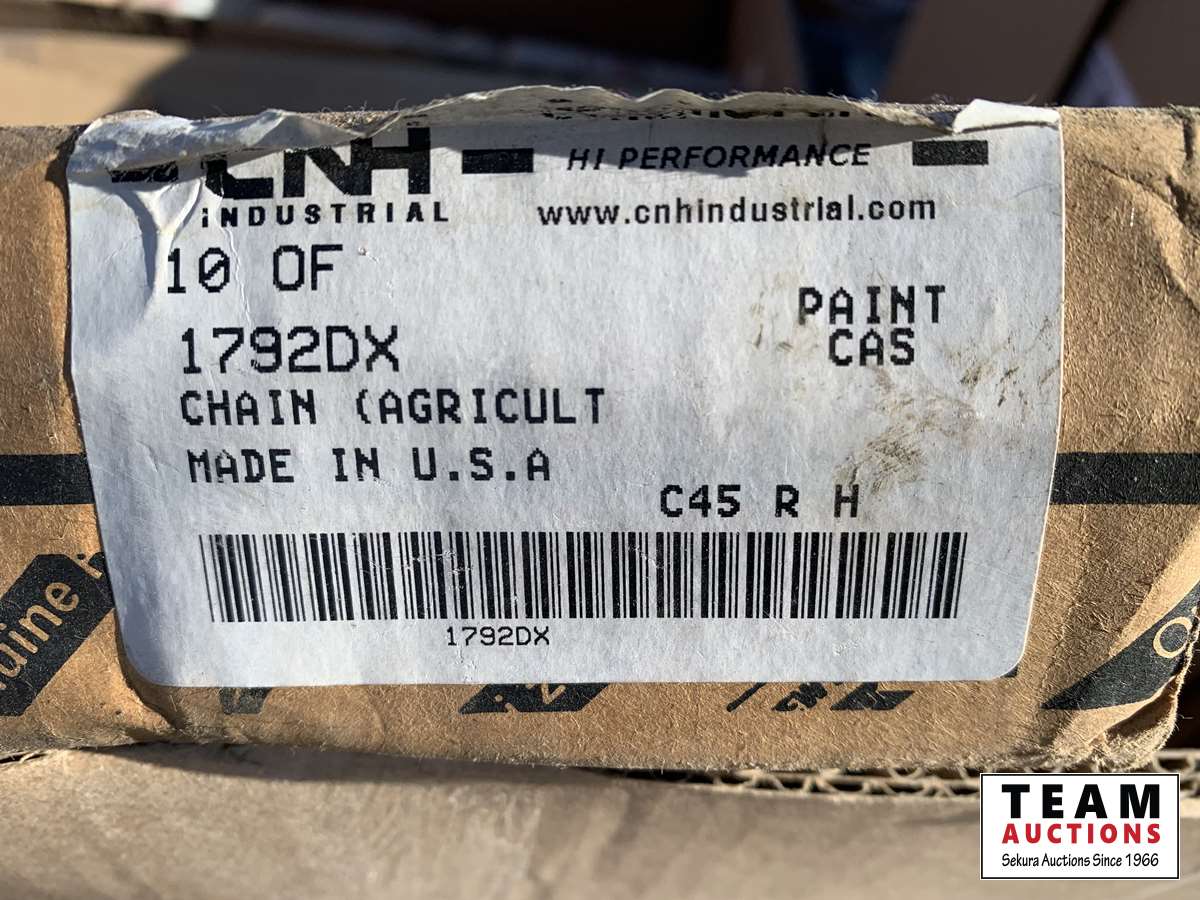 CNH
INDUSTRIAL
HI PERFORMANCE
www.cnhindustrial.com
10 OF
1792DX
PAINT
CAS
CHAIN (AGRICULT
MADE IN U.S.A
C45 R H
1792DX
TEAM
AUCTIONS
Sekura Auctions Since 1966